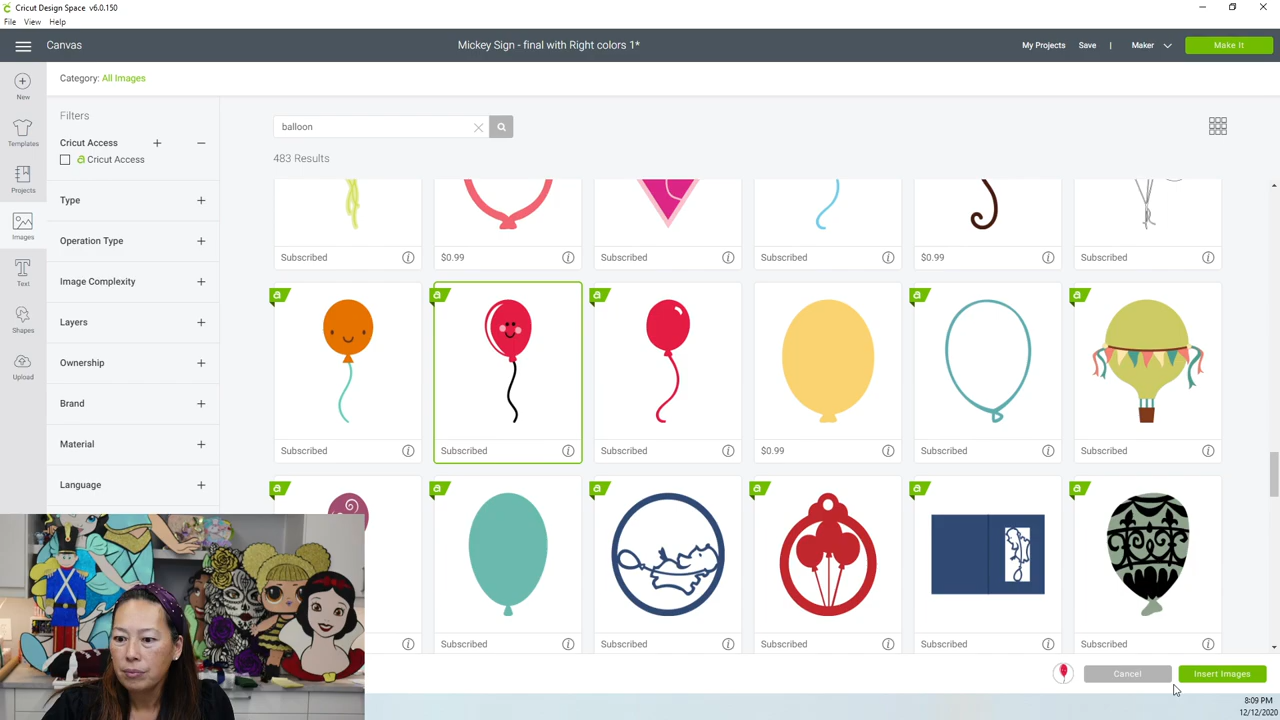 Cricut Design Space v6.0.150
File View Help
Canvas
Mickey Sign - final with Right colors 1*
My Projects Save | Maker Make It
New
Templates
Projects
Images
Text
Shapes
Upload
Category: All Images
Filters
Cricut Access
a Cricut Access
Type
Operation Type
Image Complexity
Layers
Ownership
Brand
Material
Language
balloon
483 Results
Subscribed $0.99 Subscribed Subscribed $0.99 Subscribed
a a a a a
Subscribed Subscribed Subscribed $0.99 Subscribed Subscribed
a a a a a a
Subscribed Subscribed Subscribed Subscribed Subscribed
Cancel Insert Images
8:09 PM
12/12/2020